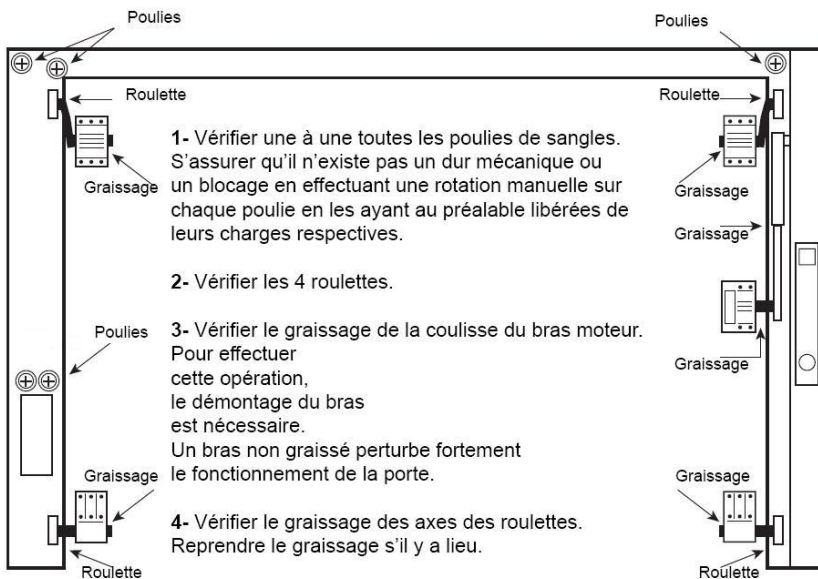 Poulies
Poulies
Roulette
Roulette
1- Vérifier une à une toutes les poulies de sangles.
S’assurer qu’il n’existe pas un dur mécanique ou
un blocage en effectuant une rotation manuelle sur
chaque poulie en les ayant au préalable libérées de
leurs charges respectives.
Graissage
Graissage
Graissage
2- Vérifier les 4 roulettes.
Poulies
3- Vérifier le graissage de la coulisse du bras moteur.
Pour effectuer
cette opération,
le démontage du bras
est nécessaire.
Un bras non graissé perturbe fortement
le fonctionnement de la porte.
Graissage
Graissage
Graissage
4- Vérifier le graissage des axes des roulettes.
Reprendre le graissage s’il y a lieu.
Roulette
Roulette